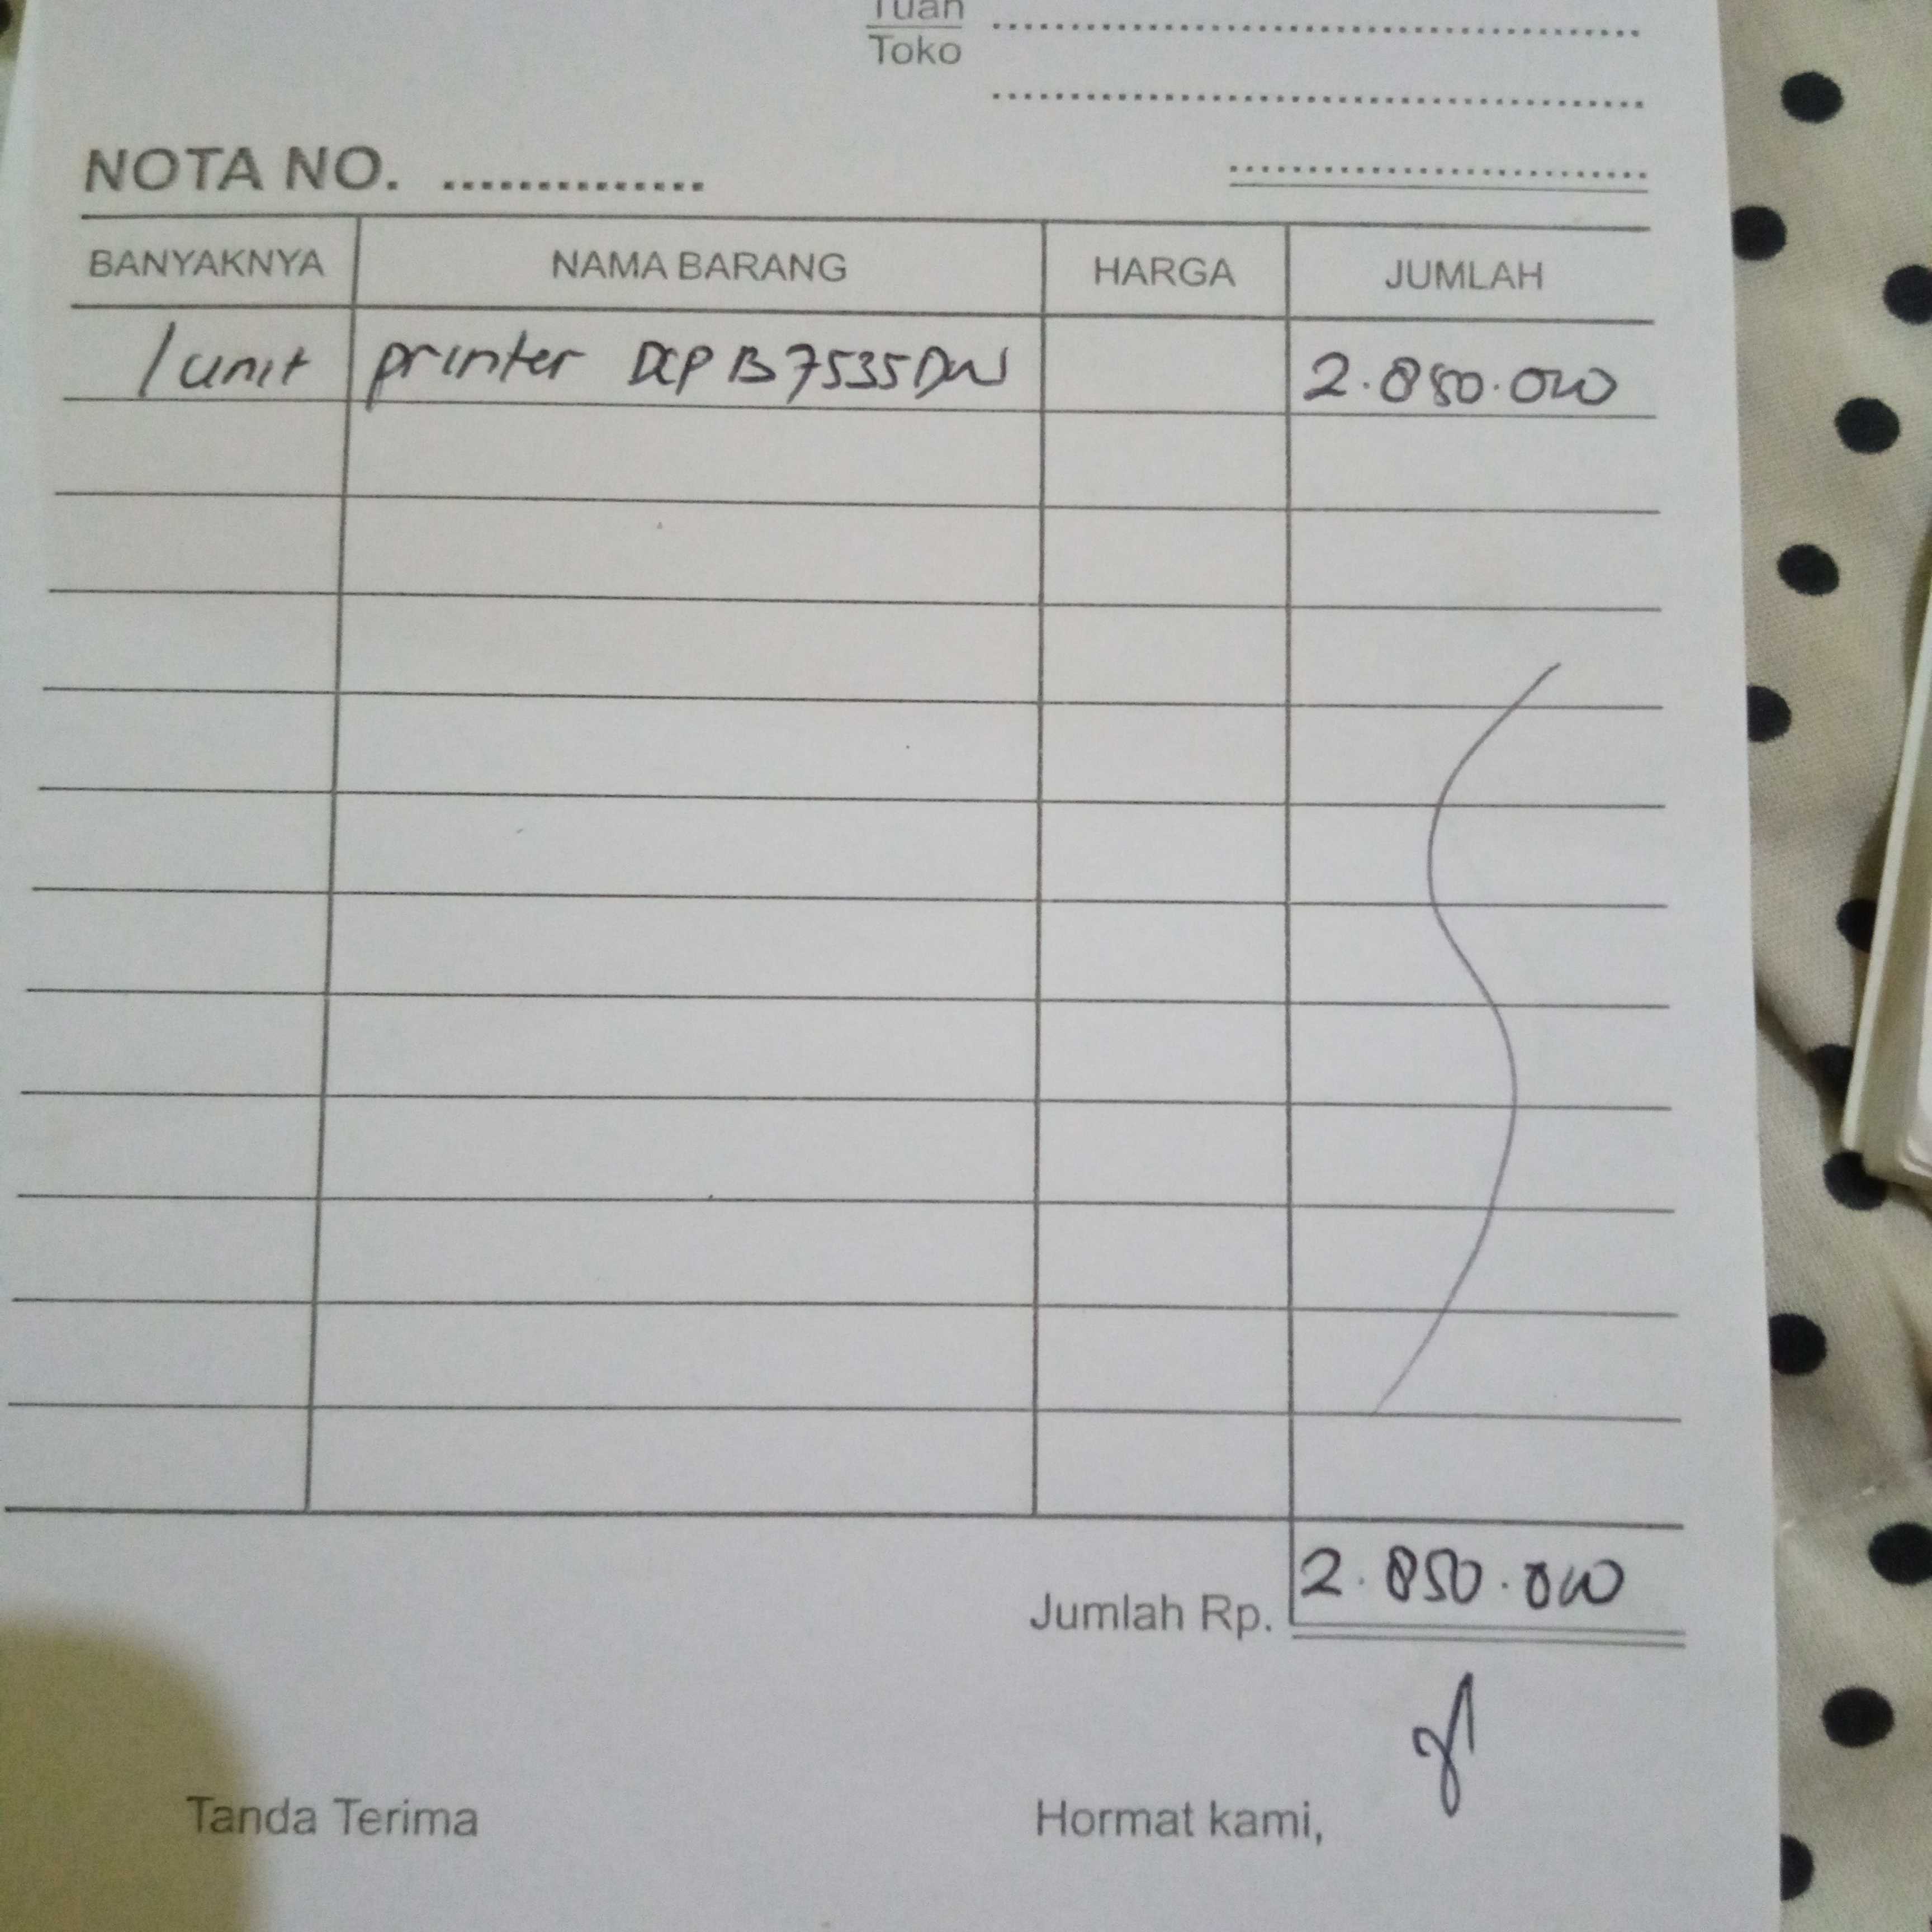 Tuan
Toko
NOTA NO.
BANYAKNYA NAMA BARANG HARGA JUMLAH
1 unit printer DCP B7535DW 2.850.000
Jumlah Rp. 2.850.000
Tanda Terima Hormat kami,